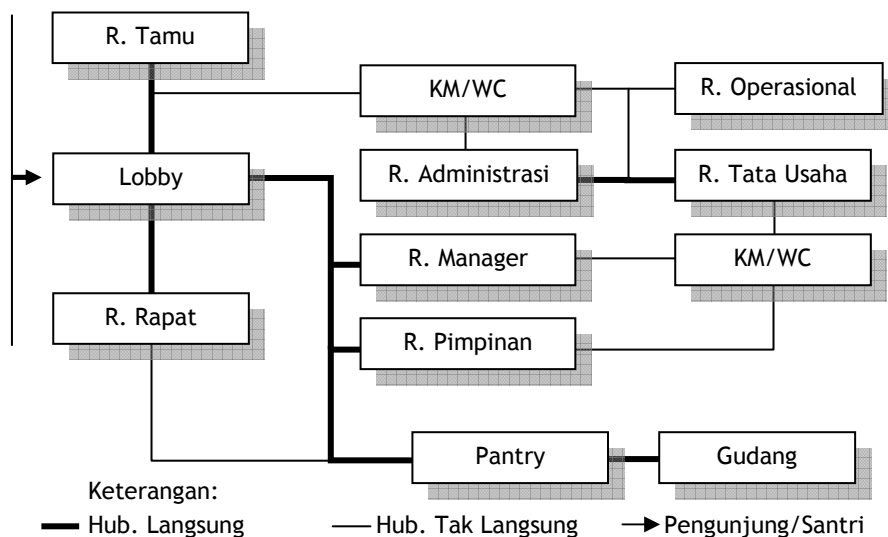 R. Tamu
KM/WC
R. Operasional
Lobby
R. Administrasi
R. Tata Usaha
R. Manager
KM/WC
R. Rapat
R. Pimpinan
Pantry
Gudang
Keterangan:
Hub. Langsung
Hub. Tak Langsung
Pengunjung/Santri